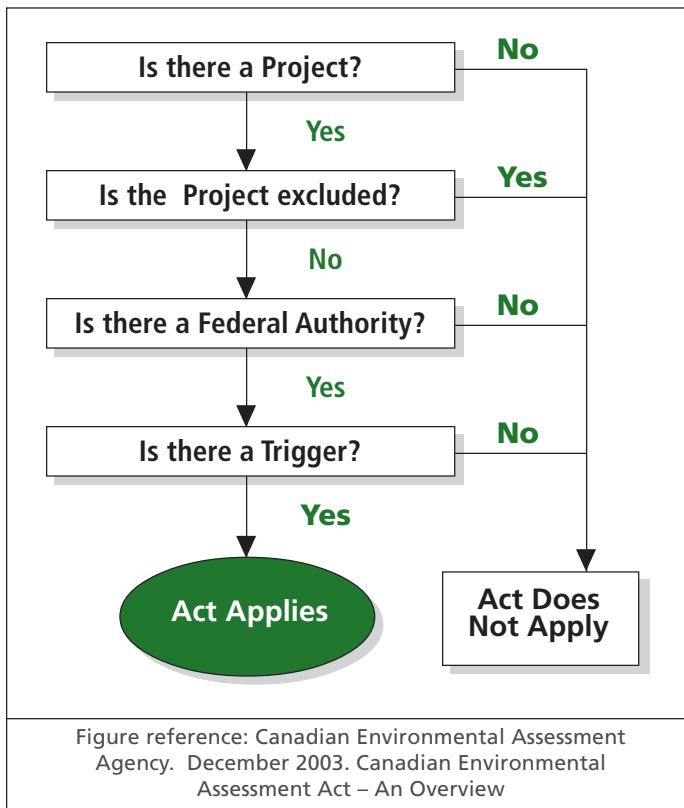 Is there a Project?
No
Yes
Is the Project excluded?
Yes
No
Is there a Federal Authority?
No
Yes
Is there a Trigger?
No
Yes
Act Applies
Act Does
Not Apply
Figure reference: Canadian Environmental Assessment
Agency. December 2003. Canadian Environmental
Assessment Act – An Overview